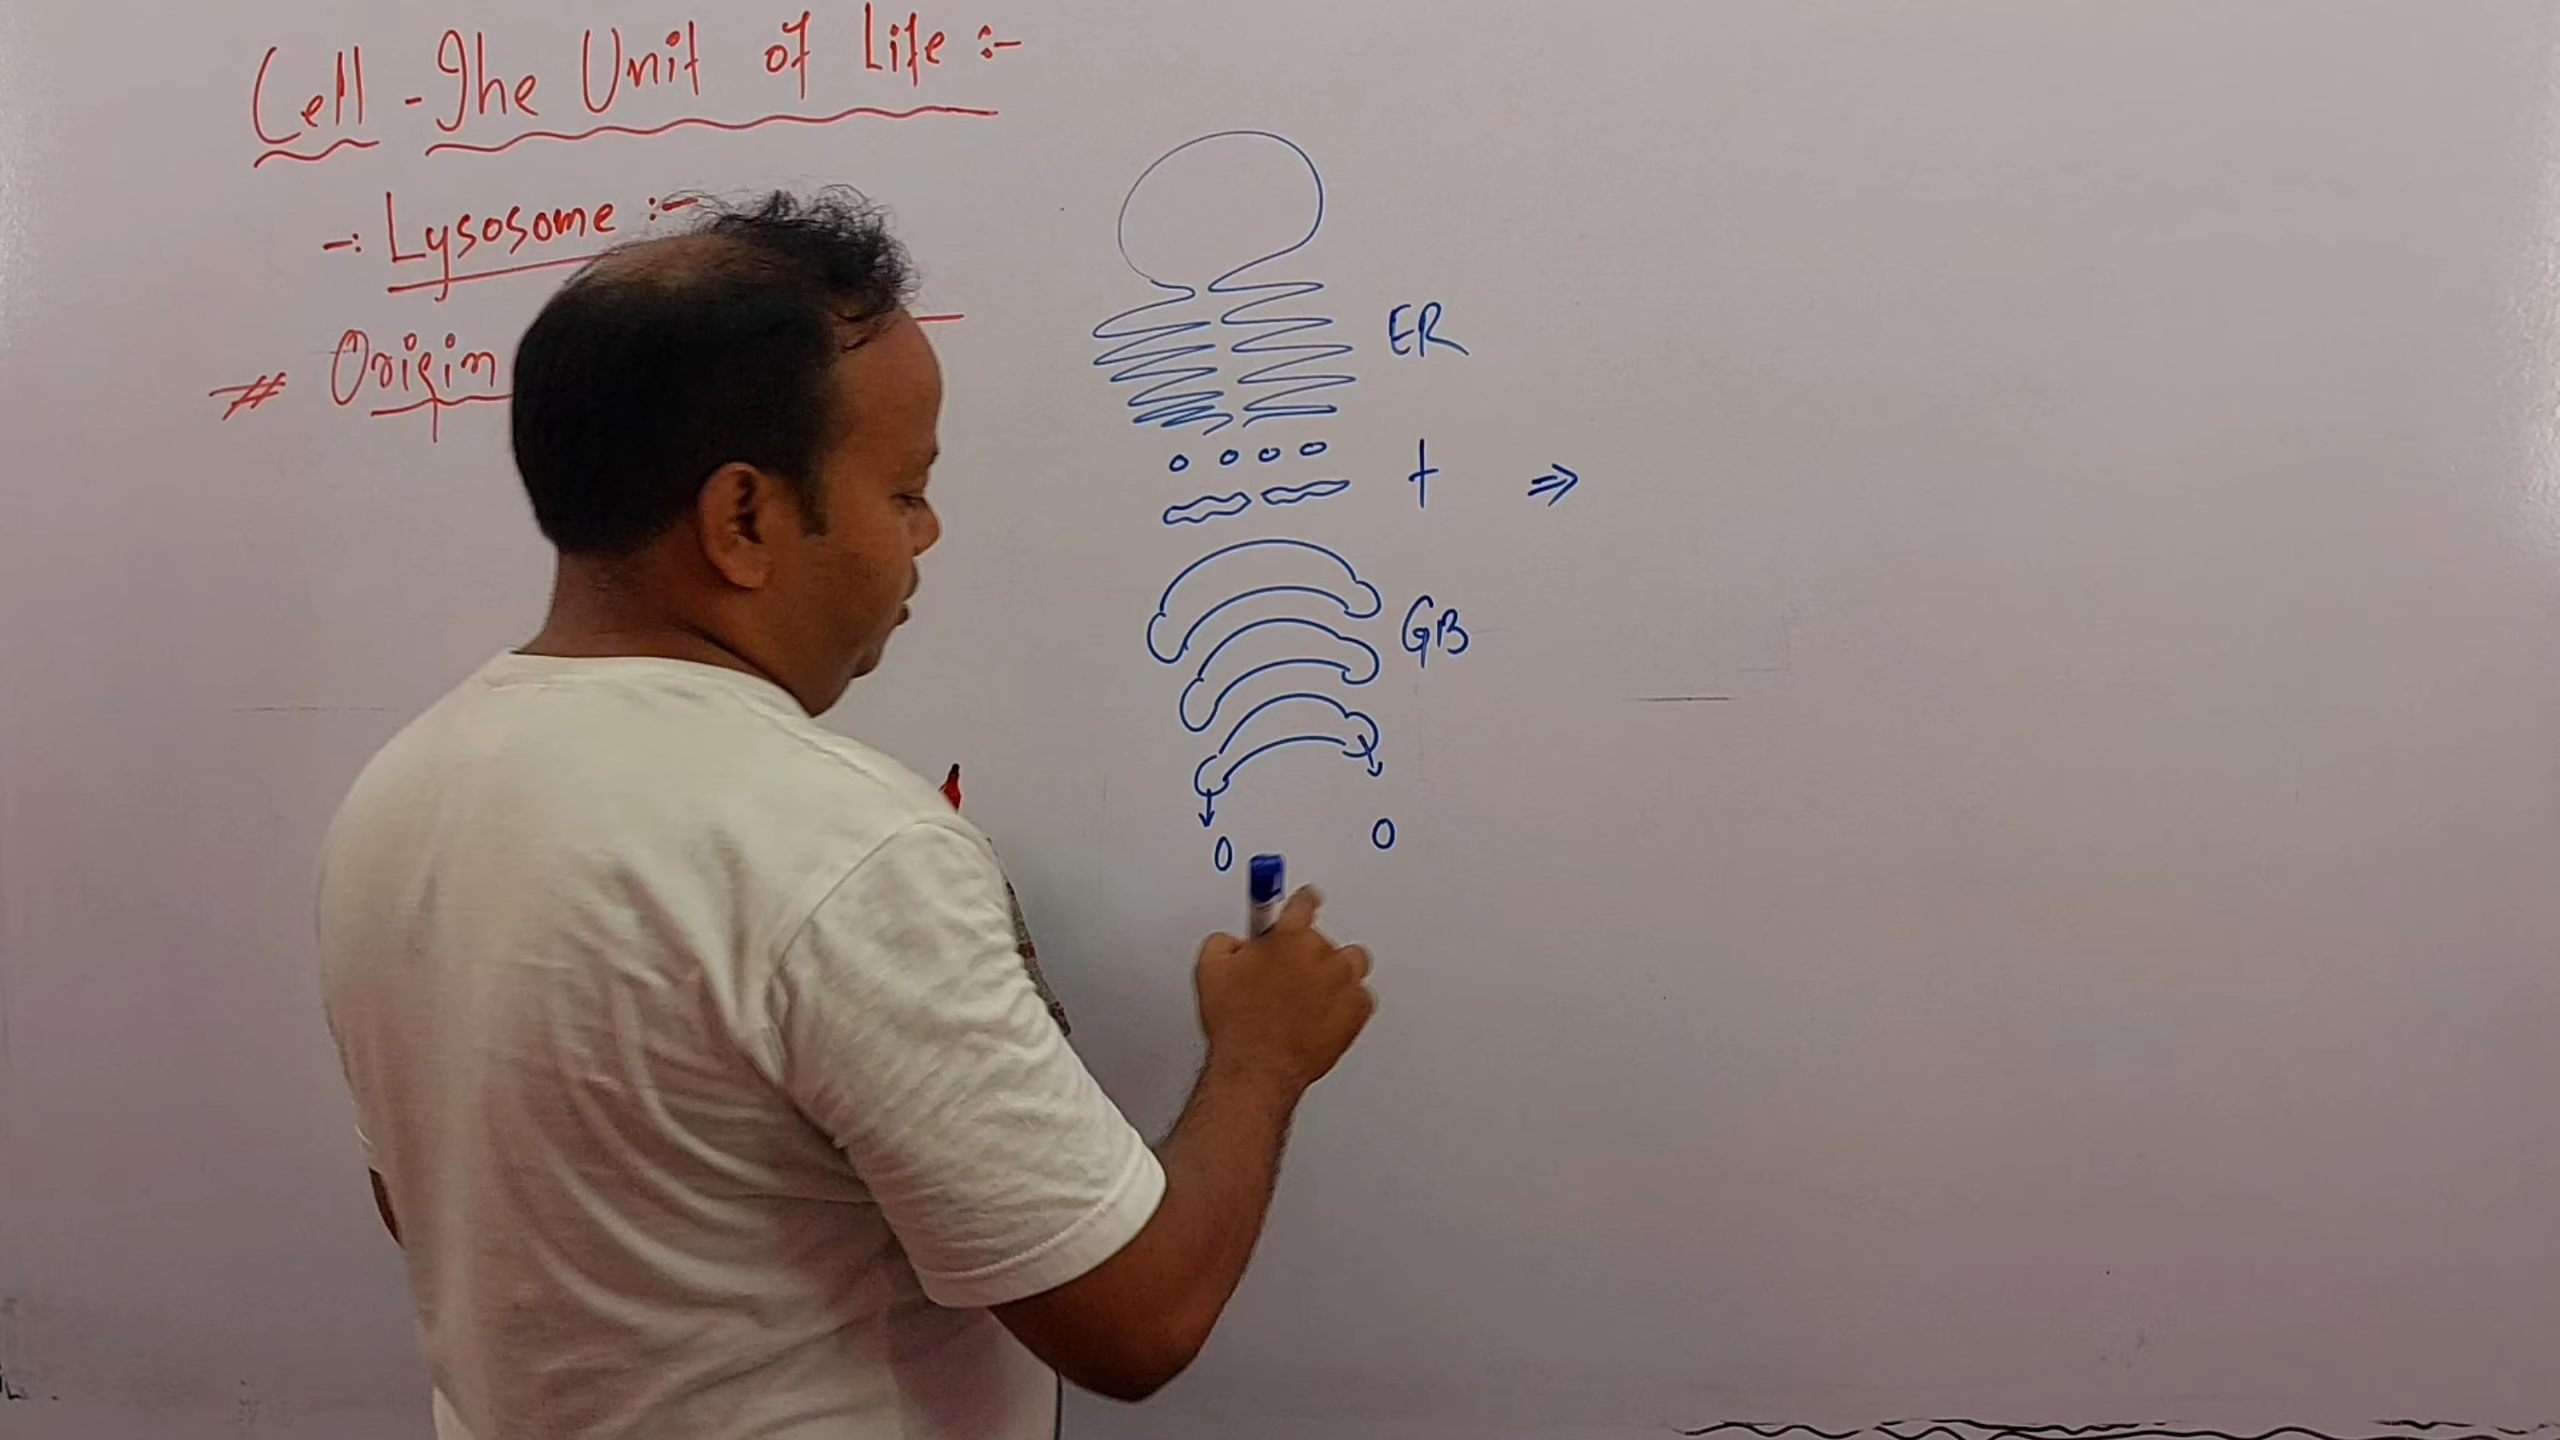 Cell - The Unit of Life :-
-: Lysosome :-
# Origin
ER
+ ⇒
GB